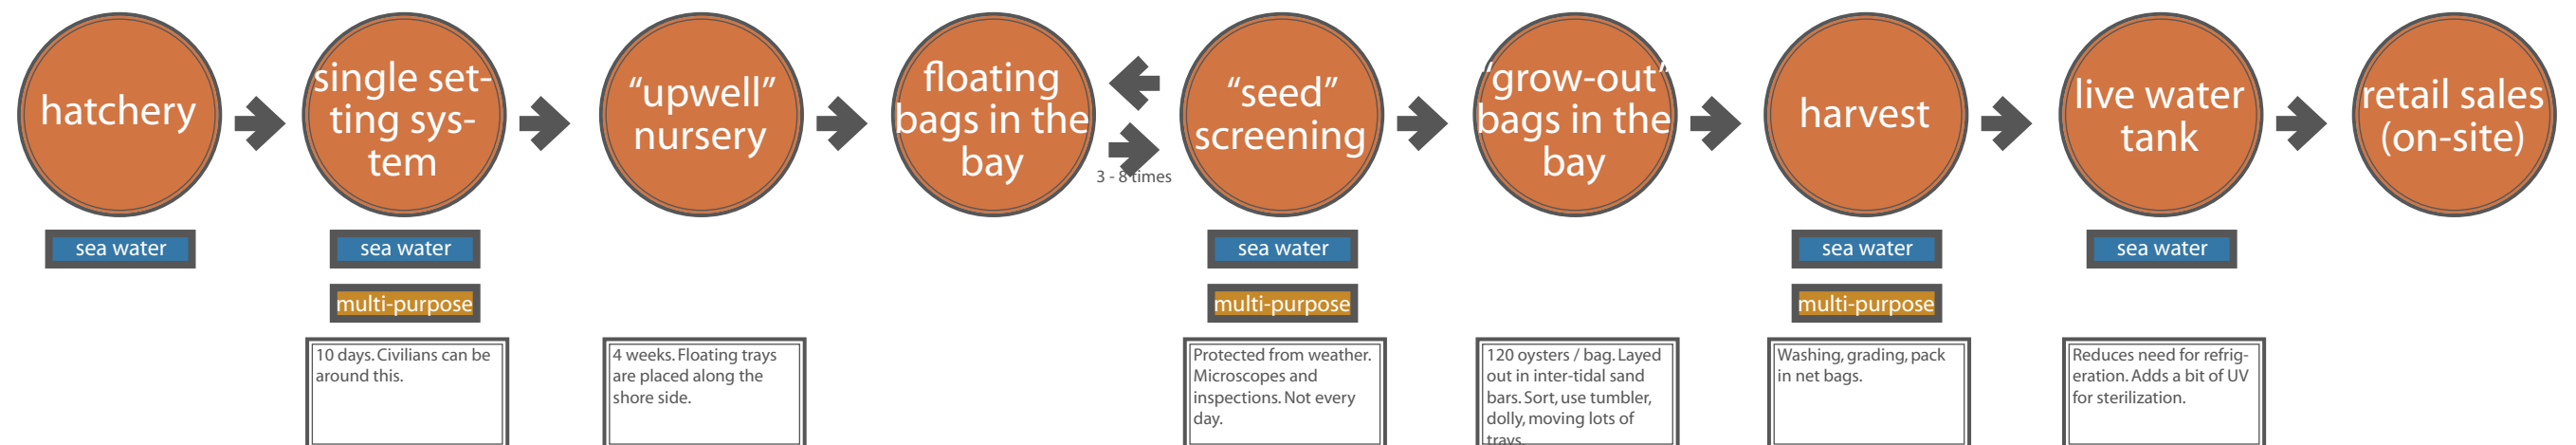 hatchery
single set-
ting sys-
tem
“upwell”
nursery
floating
bags in the
bay
3 - 8 times
“seed”
screening
“grow-out”
bags in the
bay
harvest
live water
tank
retail sales
(on-site)
sea water
sea water
sea water
sea water
sea water
multi-purpose
multi-purpose
multi-purpose
10 days. Civilians can be
around this.
4 weeks. Floating trays
are placed along the
shore side.
Protected from weather.
Microscopes and
inspections. Not every
day.
120 oysters / bag. Layed
out in inter-tidal sand
bars. Sort, use tumbler,
dolly, moving lots of
trays.
Washing, grading, pack
in net bags.
Reduces need for refrig-
eration. Adds a bit of UV
for sterilization.